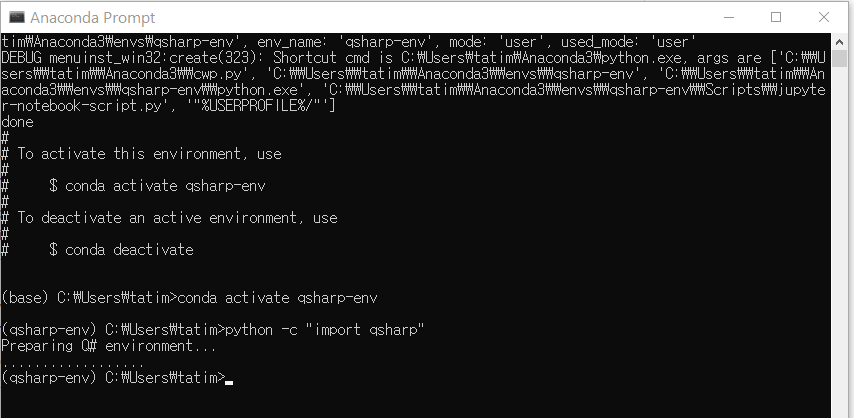 Anaconda Prompt
tim₩Anaconda3₩envs₩qsharp-env', env_name: 'qsharp-env', mode: 'user', used_mode: 'user'
DEBUG menuinst_win32:create(323): Shortcut cmd is C:₩Users₩tatim₩Anaconda3₩python.exe, args are ['C:₩₩U
sers₩₩tatim₩₩Anaconda3₩₩cwp.py', 'C:₩₩Users₩₩tatim₩₩Anaconda3₩₩envs₩₩qsharp-env', 'C:₩₩Users₩₩tatim₩₩An
aconda3₩₩envs₩₩qsharp-env₩₩python.exe', 'C:₩₩Users₩₩tatim₩₩Anaconda3₩₩envs₩₩qsharp-env₩₩Scripts₩₩jupyte
r-notebook-script.py', '"%USERPROFILE%/"']
done
#
# To activate this environment, use
#
#     $ conda activate qsharp-env
#
# To deactivate an active environment, use
#
#     $ conda deactivate
(base) C:₩Users₩tatim>conda activate qsharp-env
(qsharp-env) C:₩Users₩tatim>python -c "import qsharp"
Preparing Q# environment...
..................
(qsharp-env) C:₩Users₩tatim>